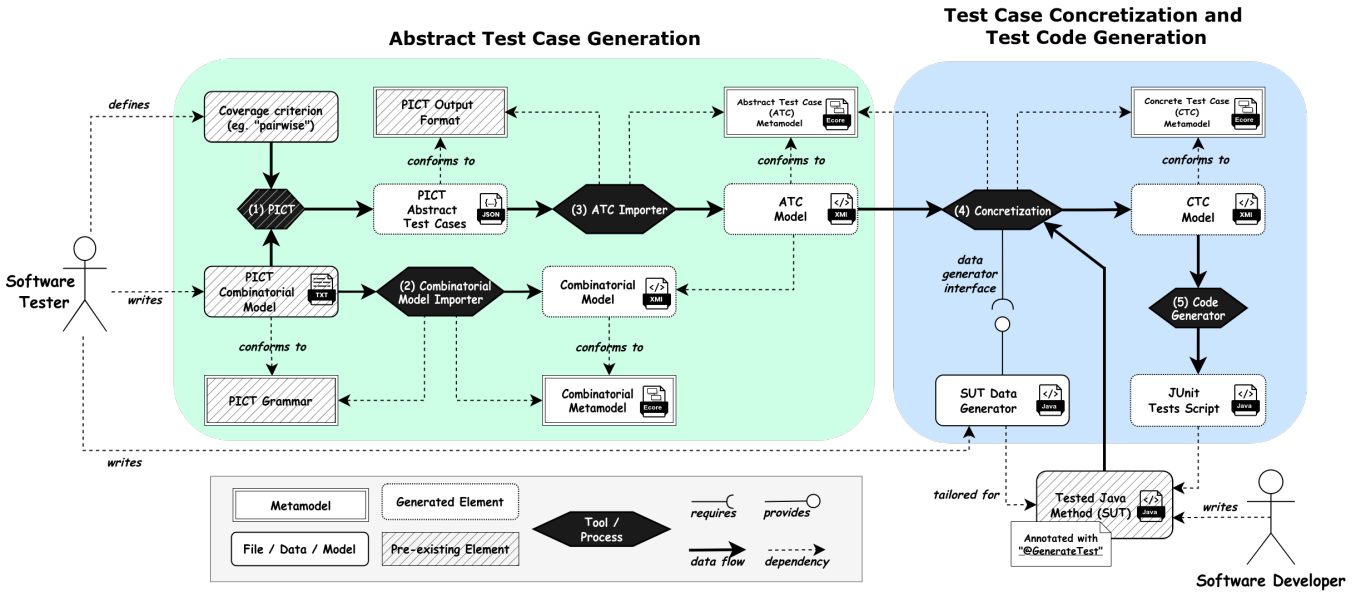 Abstract Test Case Generation
Test Case Concretization and
Test Code Generation
defines
Coverage criterion
(eg. "pairwise")
PICT Output
Format
Abstract Test Case
(ATC)
Metamodel
Ecore
Concrete Test Case
(CTC)
Metamodel
Ecore
conforms to
conforms to
conforms to
(1) PICT
PICT
Abstract
Test Cases
{...}
JSON
(3) ATC Importer
ATC
Model
</>
XMI
(4) Concretization
CTC
Model
</>
XMI
Software
Tester
writes
PICT
Combinatorial
Model
TXT
(2) Combinatorial
Model Importer
Combinatorial
Model
</>
XMI
data
generator
interface
(5) Code
Generator
conforms to
conforms to
PICT Grammar
Combinatorial
Metamodel
Ecore
SUT Data
Generator
</>
Java
JUnit
Tests Script
</>
Java
writes
Metamodel
Generated Element
File / Data / Model
Pre-existing Element
Tool /
Process
requires
provides
data flow
dependency
tailored for
Tested Java
Method (SUT)
</>
Java
Annotated with
"@GenerateTest"
writes
Software Developer